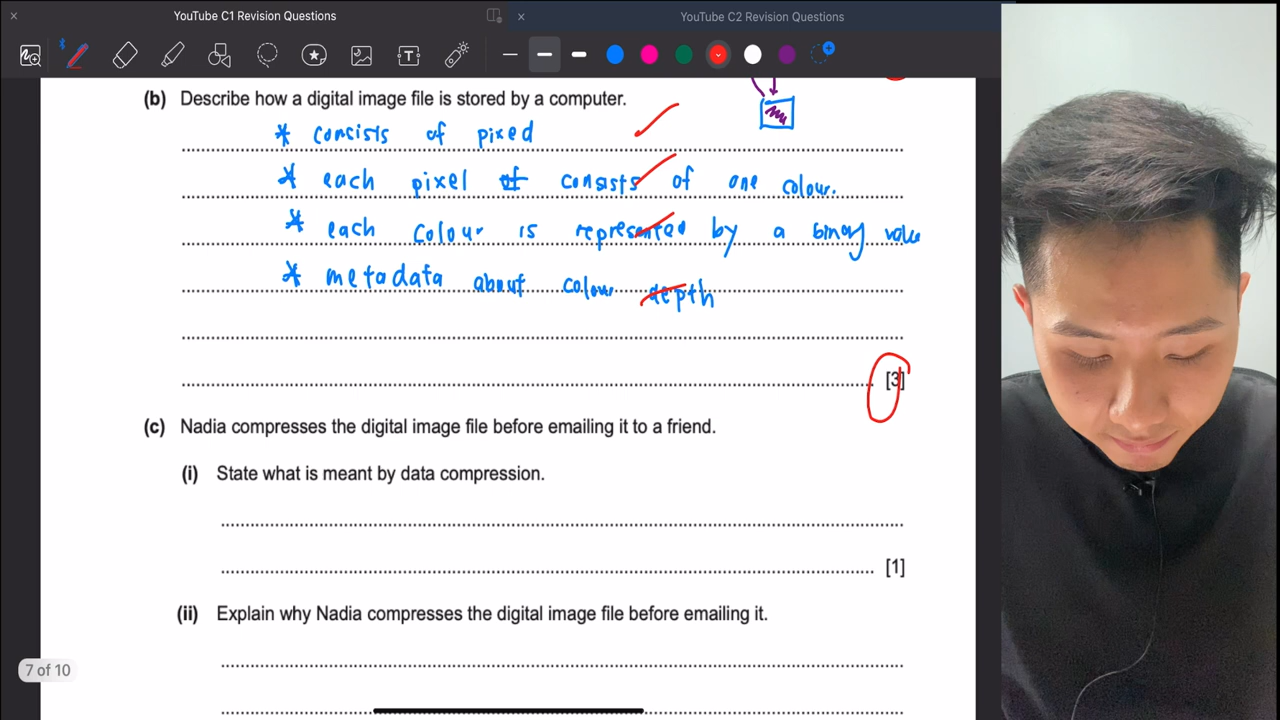 YouTube C1 Revision Questions
YouTube C2 Revision Questions
(b) Describe how a digital image file is stored by a computer.
* consists of pixed
* each pixel of consists of one colour.
* each colour is represented by a binary value
* metadata about colour depth
[3]
(c) Nadia compresses the digital image file before emailing it to a friend.
(i) State what is meant by data compression.
[1]
(ii) Explain why Nadia compresses the digital image file before emailing it.
7 of 10